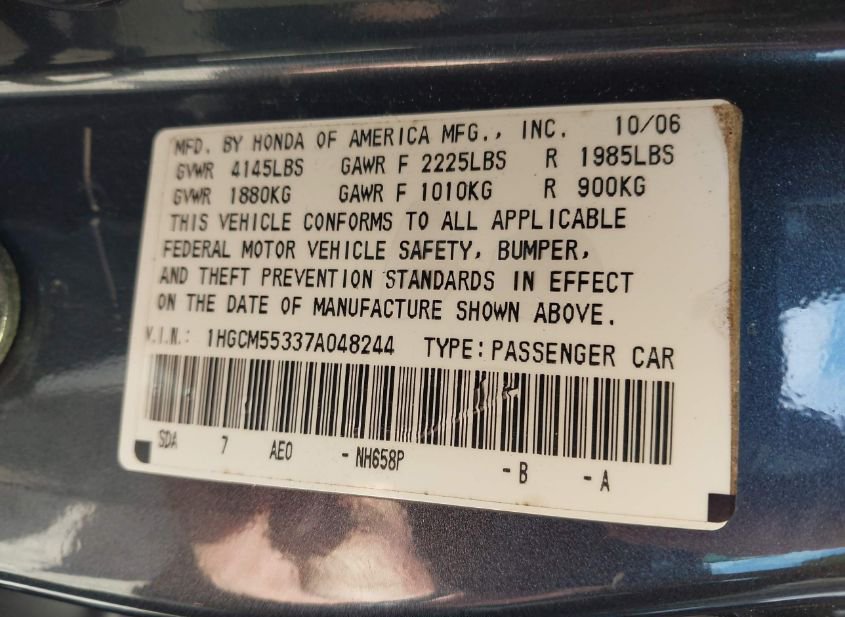 MFD. BY HONDA OF AMERICA MFG., INC. 10/06
GVWR 4145LBS GAWR F 2225LBS R 1985LBS
GVWR 1880KG GAWR F 1010KG R 900KG
THIS VEHICLE CONFORMS TO ALL APPLICABLE
FEDERAL MOTOR VEHICLE SAFETY, BUMPER,
AND THEFT PREVENTION STANDARDS IN EFFECT
ON THE DATE OF MANUFACTURE SHOWN ABOVE.
V.I.N.: 1HGCM55337A048244 TYPE: PASSENGER CAR
SDA 7 AE0 - NH658P - B - A